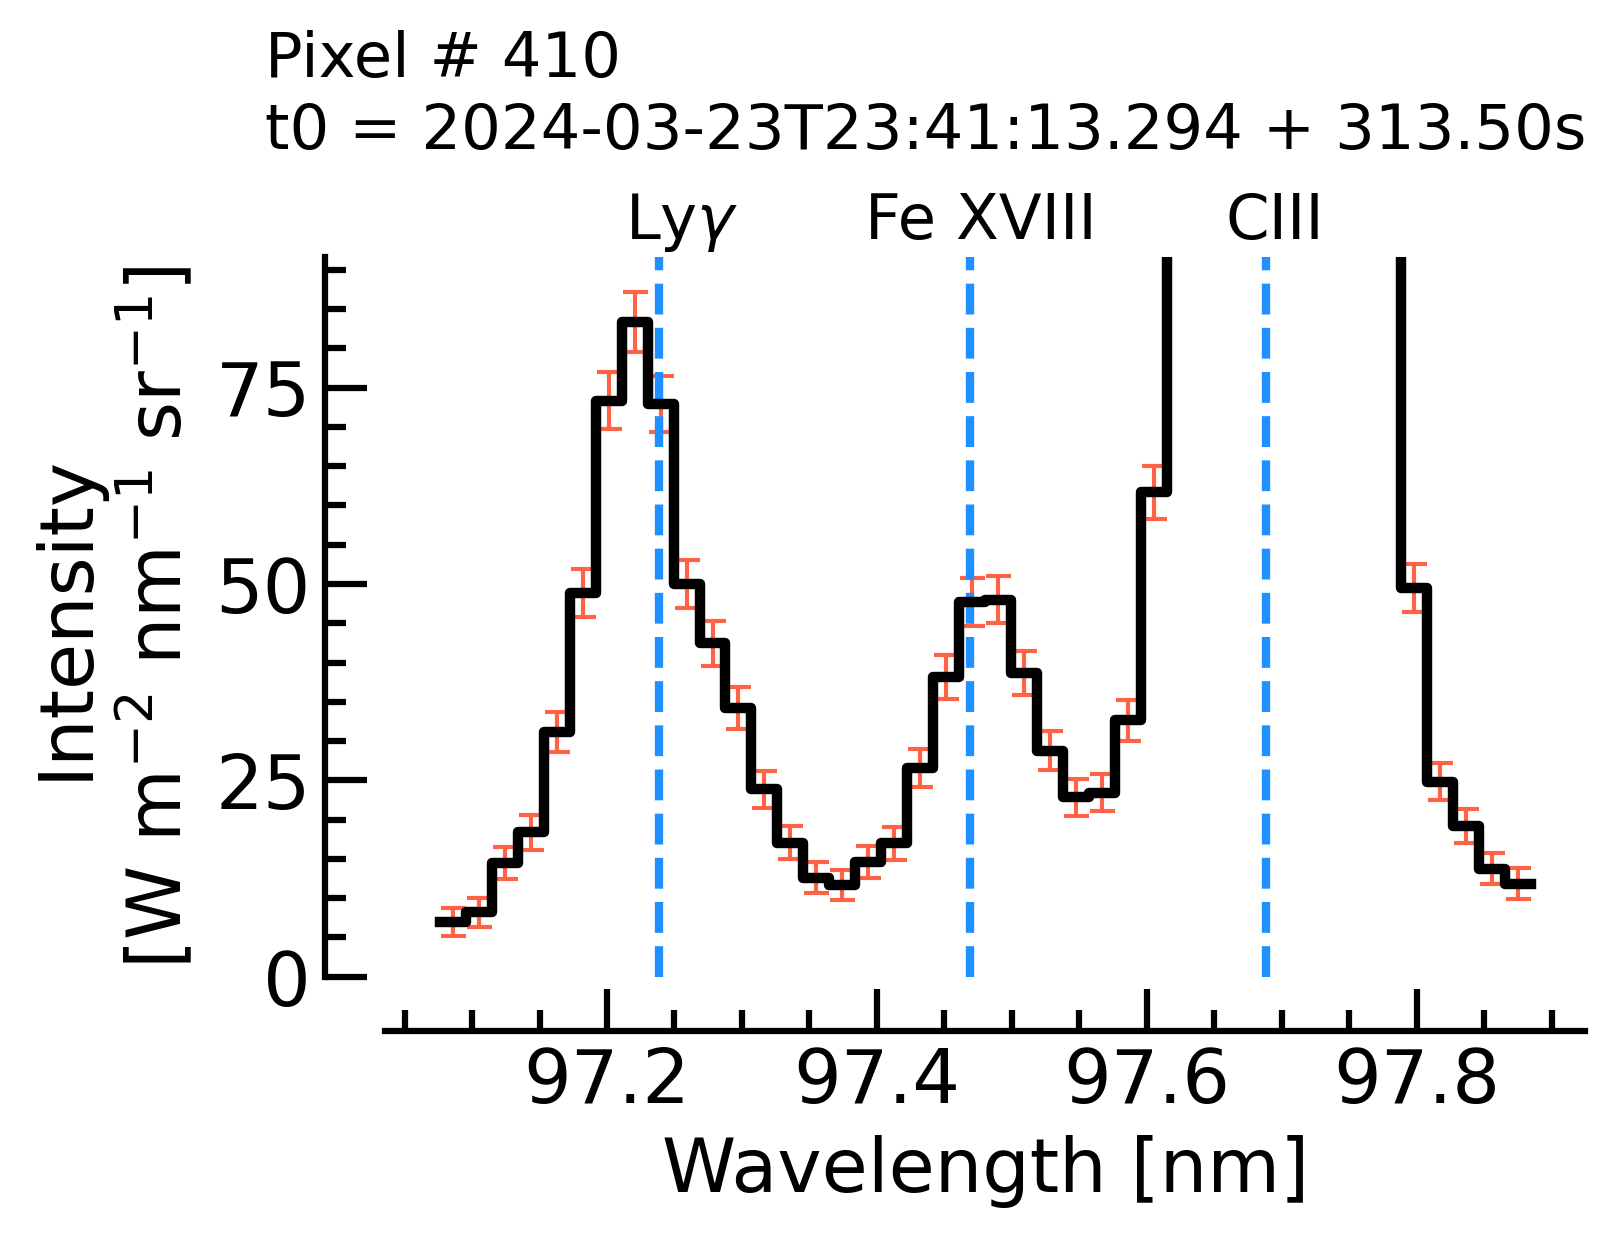 Pixel # 410
t0 = 2024-03-23T23:41:13.294 + 313.50s
Lyγ Fe XVIII CIII
Intensity
[W m⁻² nm⁻¹ sr⁻¹]
75
50
25
0
97.2 97.4 97.6 97.8
Wavelength [nm]